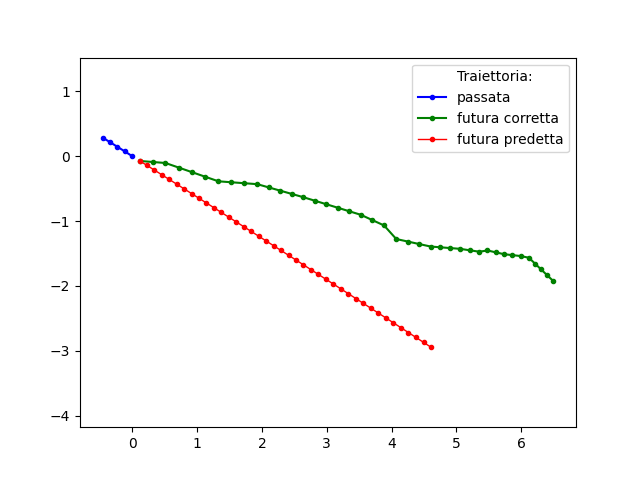 Traiettoria:
passata
futura corretta
futura predetta
1
0
−1
−2
−3
−4
0 1 2 3 4 5 6